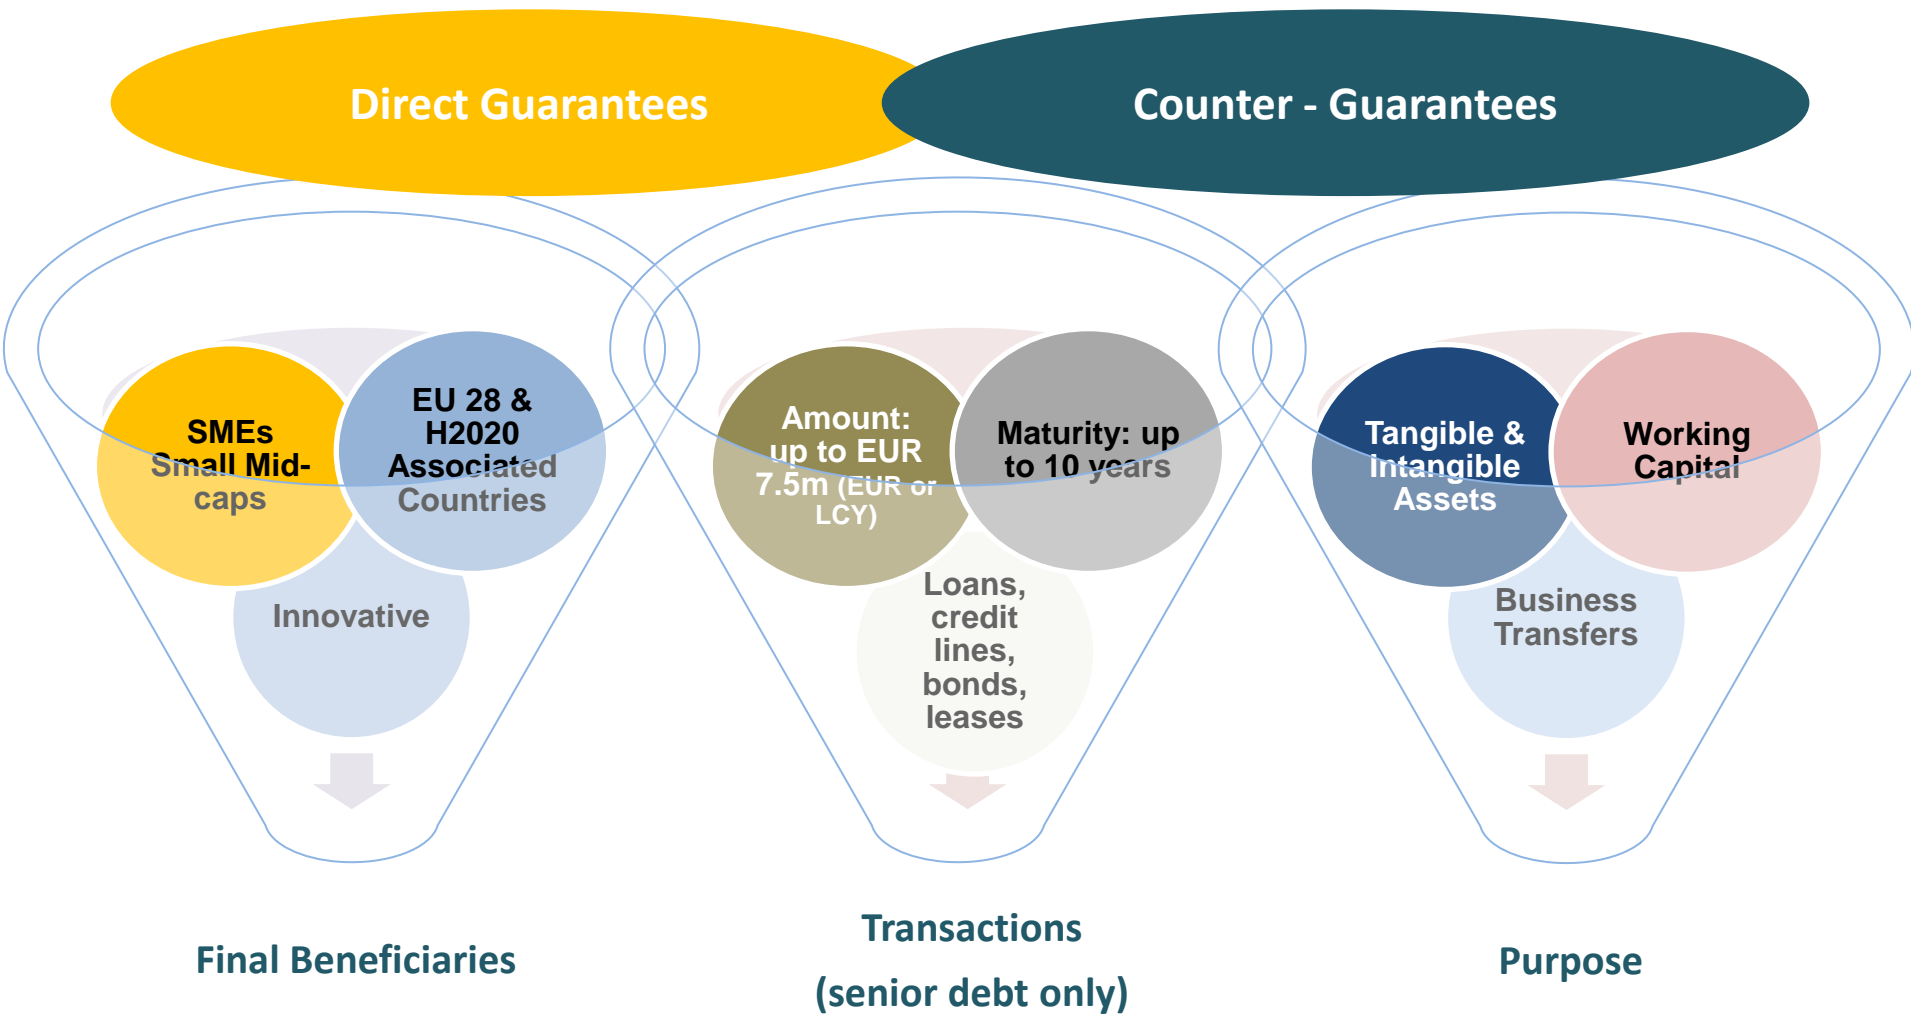 Direct Guarantees
Counter - Guarantees
SMEs
Small Mid-
caps
EU 28 &
H2020
Associated
Countries
Innovative
Amount:
up to EUR
7.5m (EUR or
LCY)
Maturity: up
to 10 years
Loans,
credit
lines,
bonds,
leases
Tangible &
intangible
Assets
Working
Capital
Business
Transfers
Final Beneficiaries
Transactions
(senior debt only)
Purpose